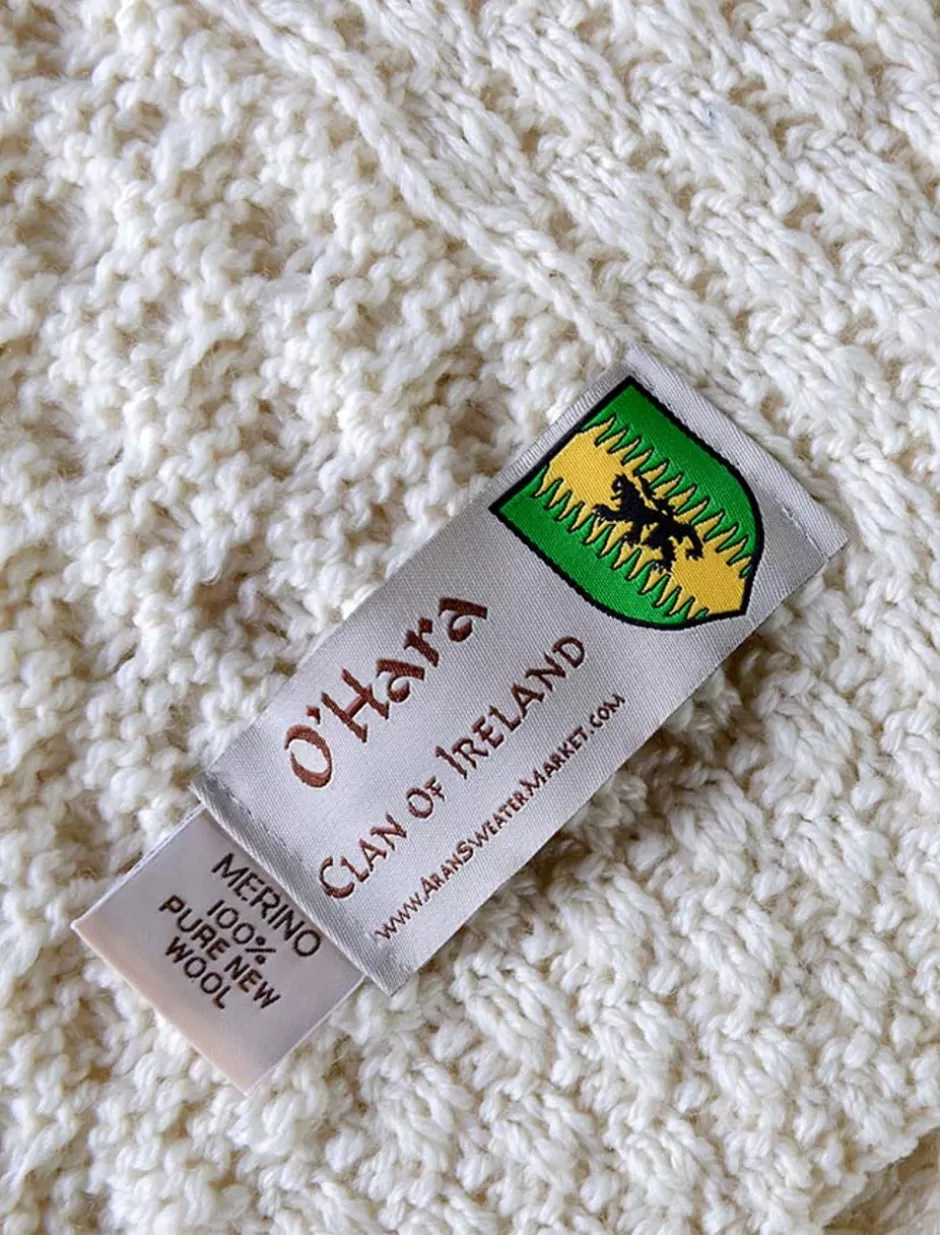 O'Hara
Clan Of Ireland
www.AranSweaterMarket.com
MERINO
100%
PURE NEW
WOOL